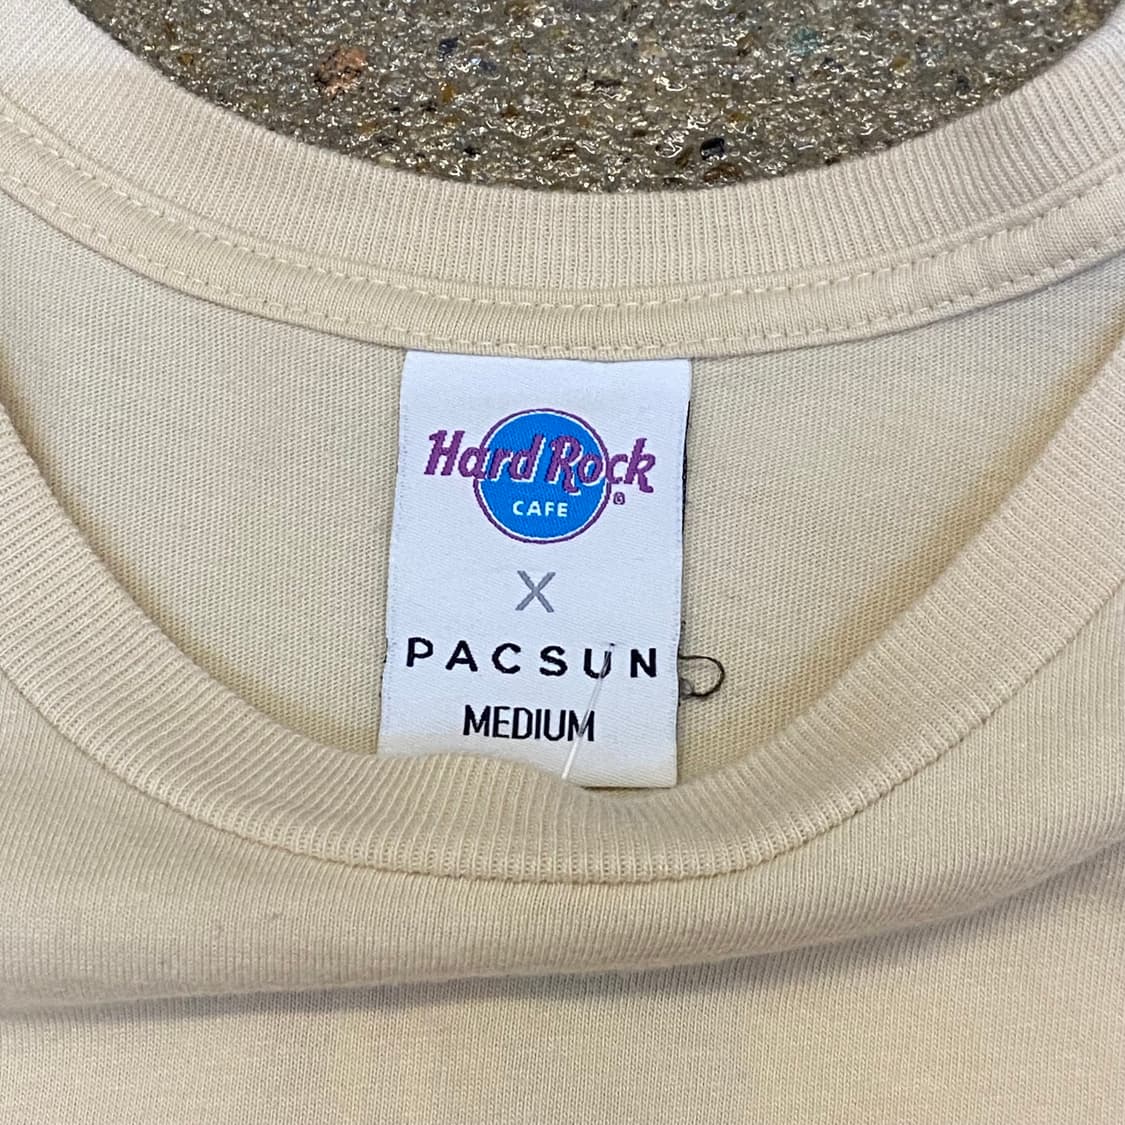 Hard Rock
®
CAFE
X
PACSUN
MEDIUM